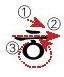 ①
②
③ ㅎ